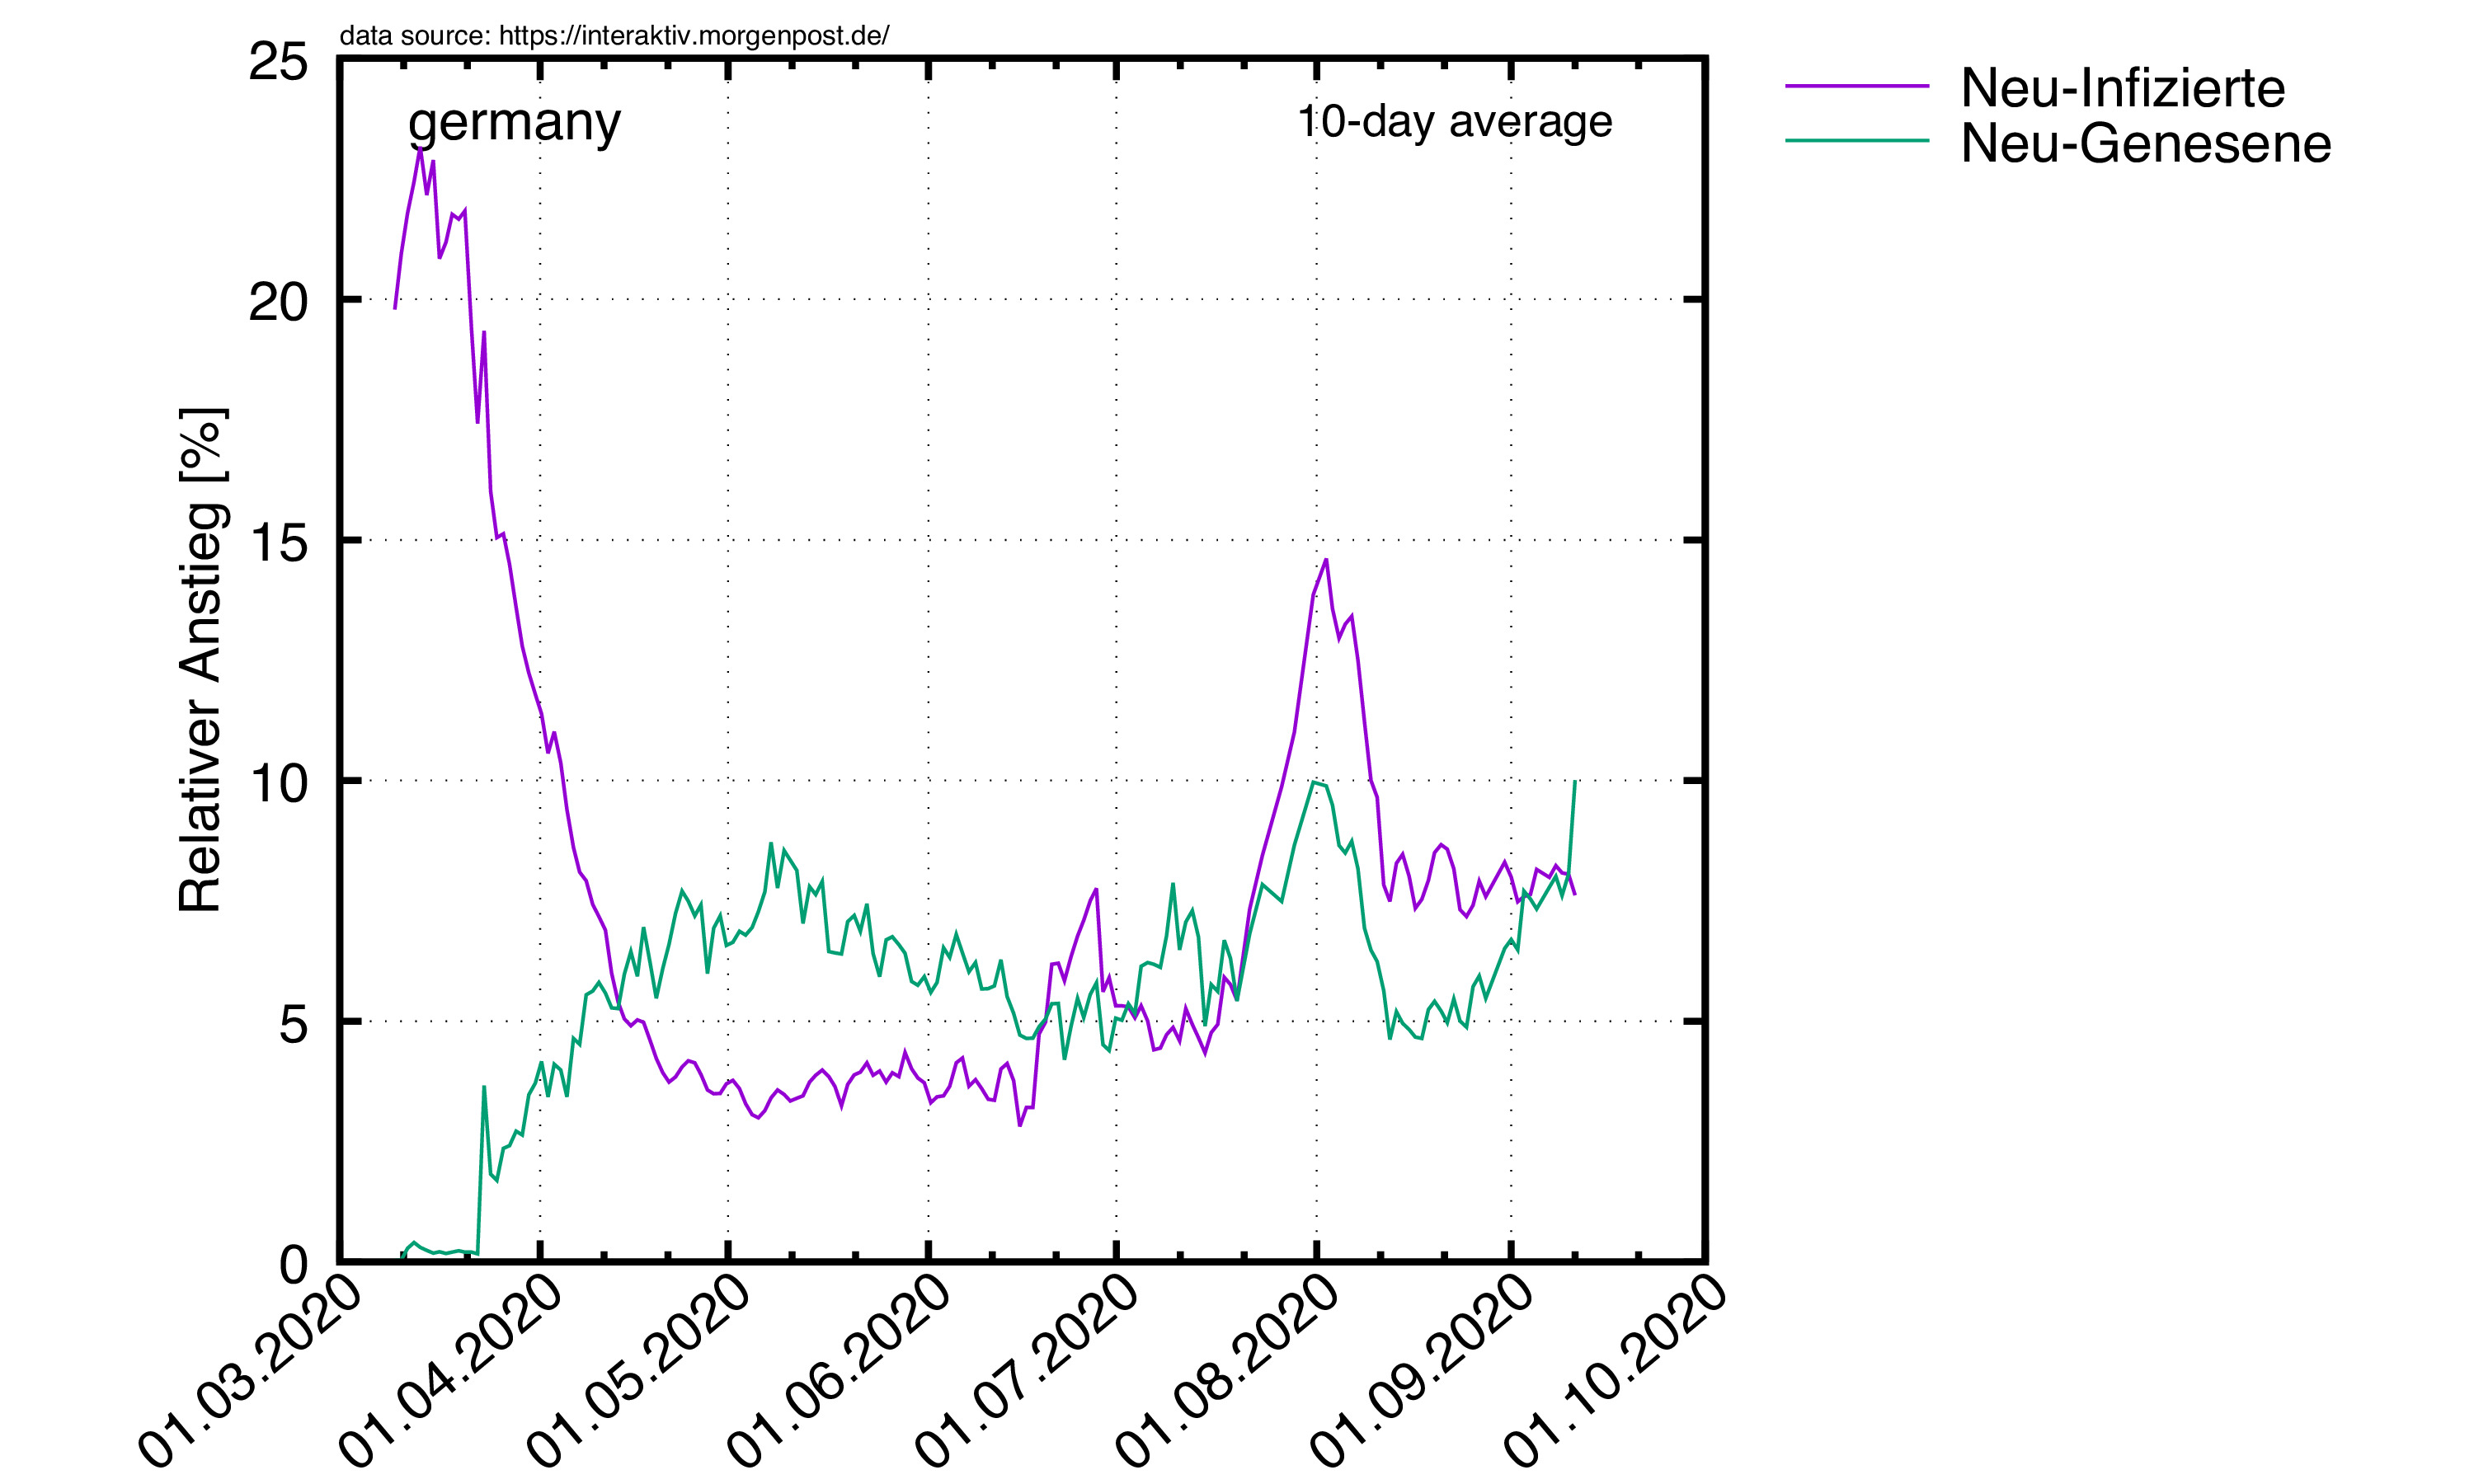 data source: https://interaktiv.morgenpost.de/
germany
10-day average
Neu-Infizierte
Neu-Genesene
Relativer Anstieg [%]
25
20
15
10
5
0
01.03.2020
01.04.2020
01.05.2020
01.06.2020
01.07.2020
01.08.2020
01.09.2020
01.10.2020